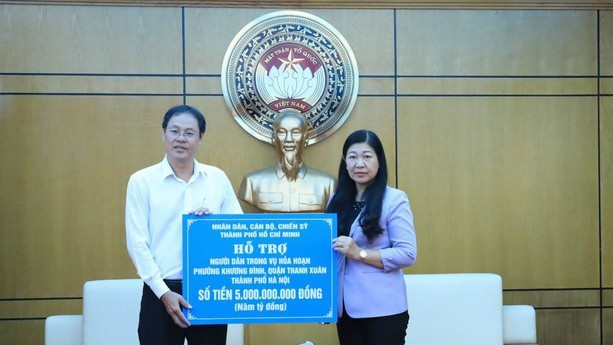 MẶT TRẬN TỔ QUỐC
VIỆT NAM
NHÂN DÂN, CÁN BỘ, CHIẾN SỸ
THÀNH PHỐ HỒ CHÍ MINH
HỖ TRỢ
NGƯỜI DÂN TRONG VỤ HỎA HOẠN
PHƯỜNG KHƯƠNG ĐÌNH, QUẬN THANH XUÂN
THÀNH PHỐ HÀ NỘI
SỐ TIỀN 5.000.000.000 ĐỒNG
(Năm tỷ đồng)